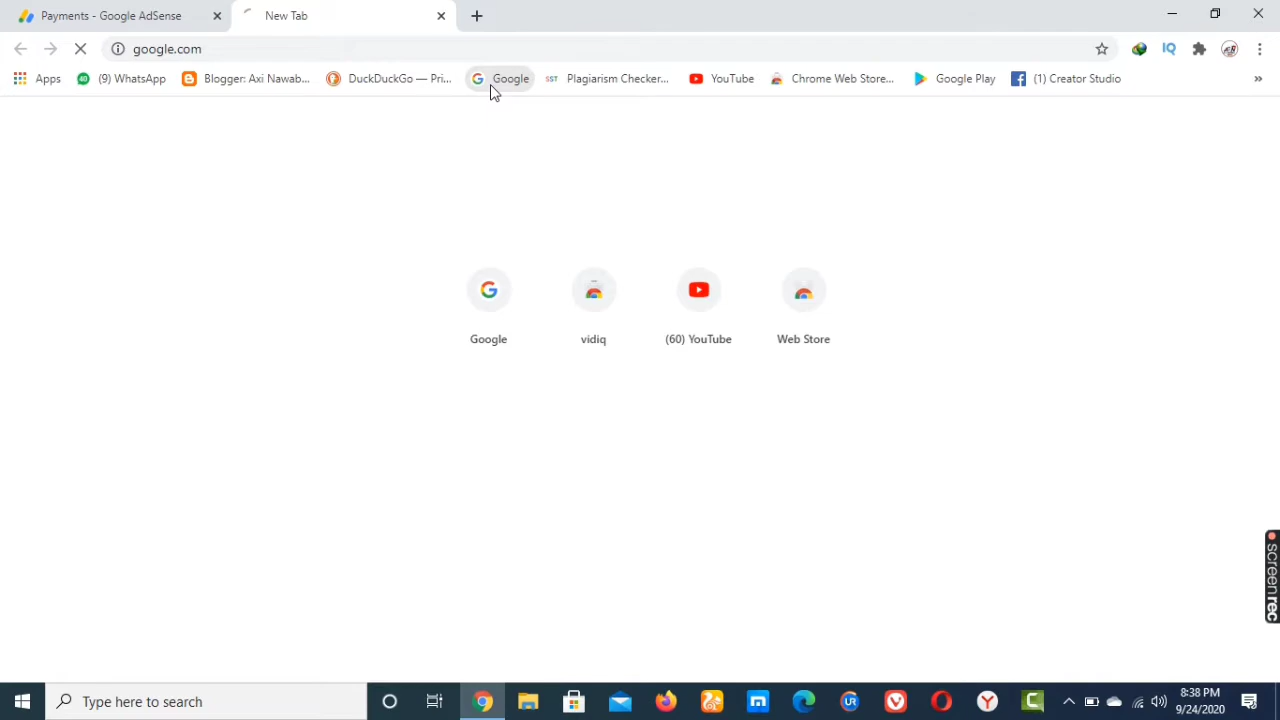 Payments - Google AdSense
New Tab
google.com
Apps
(9) WhatsApp
Blogger: Axi Nawab...
DuckDuckGo — Pri...
Google
SST Plagiarism Checker...
YouTube
Chrome Web Store...
Google Play
(1) Creator Studio
Google
vidiq
(60) YouTube
Web Store
screenrec
Type here to search
8:38 PM
9/24/2020